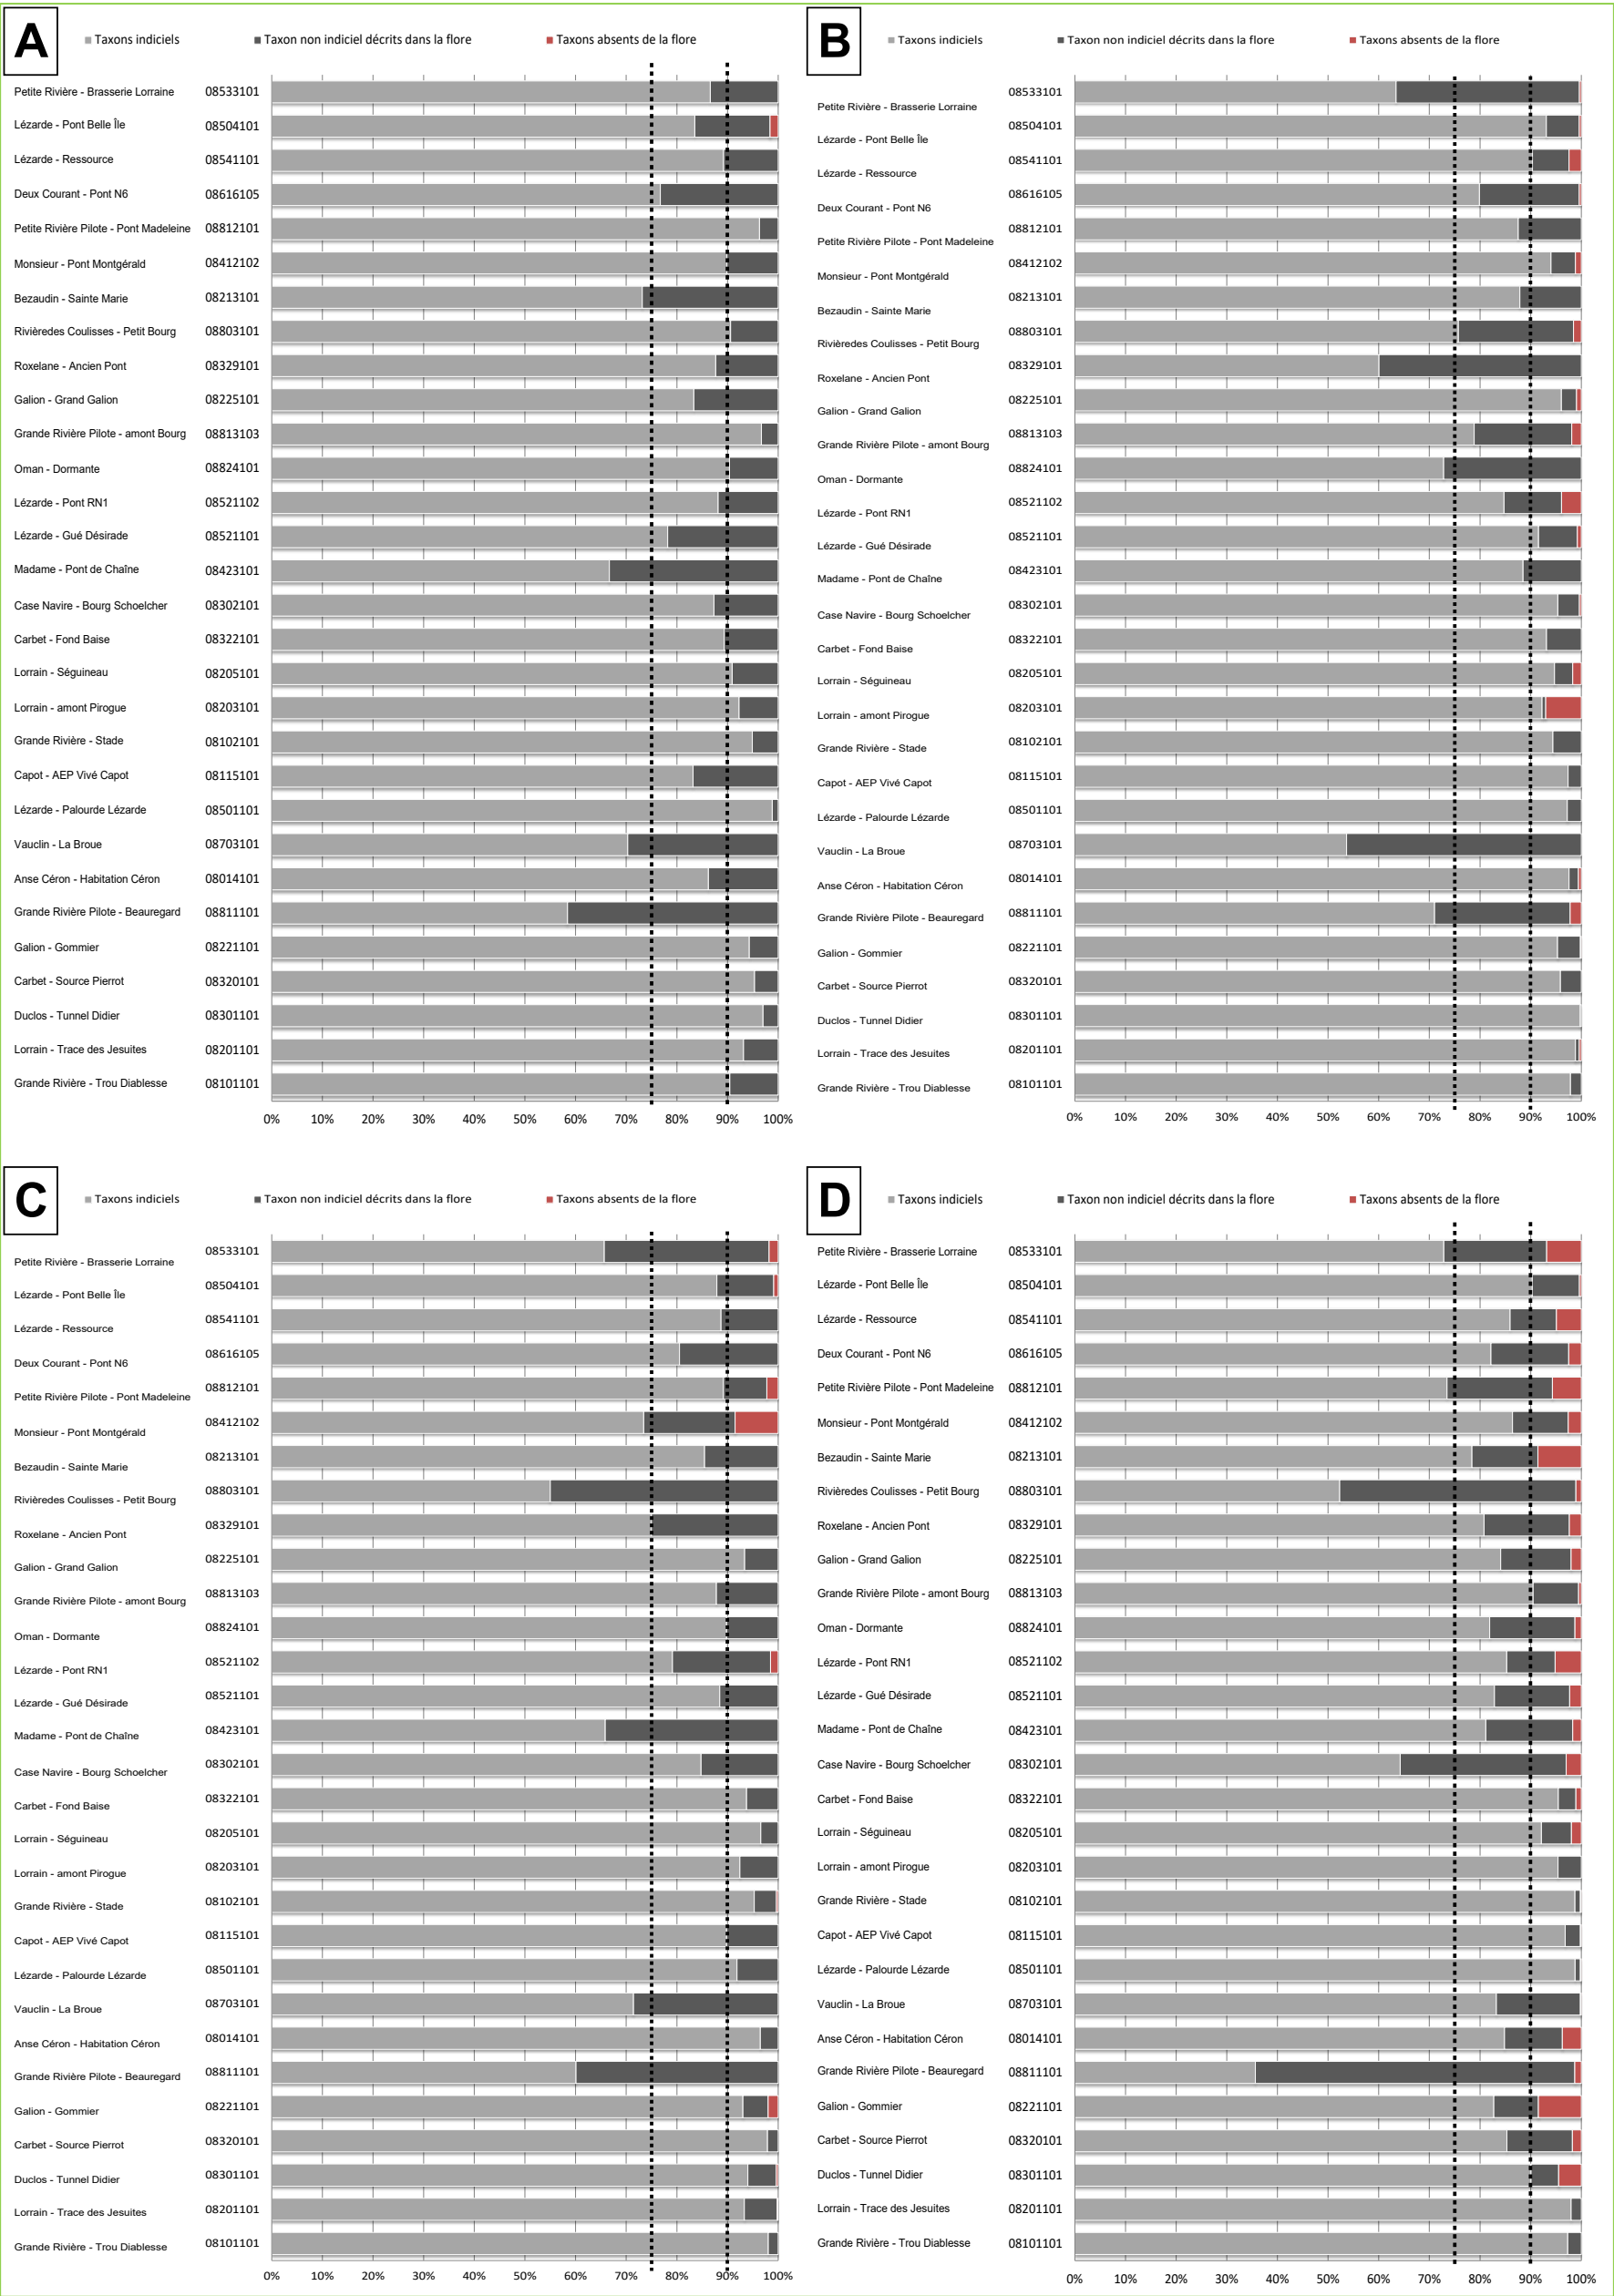 A
Taxons indiciels
Taxon non indiciel décrits dans la flore
Taxons absents de la flore
Petite Rivière - Brasserie Lorraine 08533101
Lézarde - Pont Belle Île 08504101
Lézarde - Ressource 08541101
Deux Courant - Pont N6 08616105
Petite Rivière Pilote - Pont Madeleine 08812101
Monsieur - Pont Montgérald 08412102
Bezaudin - Sainte Marie 08213101
Rivièredes Coulisses - Petit Bourg 08803101
Roxelane - Ancien Pont 08329101
Galion - Grand Galion 08225101
Grande Rivière Pilote - amont Bourg 08813103
Oman - Dormante 08824101
Lézarde - Pont RN1 08521102
Lézarde - Gué Désirade 08521101
Madame - Pont de Chaîne 08423101
Case Navire - Bourg Schoelcher 08302101
Carbet - Fond Baise 08322101
Lorrain - Séguineau 08205101
Lorrain - amont Pirogue 08203101
Grande Rivière - Stade 08102101
Capot - AEP Vivé Capot 08115101
Lézarde - Palourde Lézarde 08501101
Vauclin - La Broue 08703101
Anse Céron - Habitation Céron 08014101
Grande Rivière Pilote - Beauregard 08811101
Galion - Gommier 08221101
Carbet - Source Pierrot 08320101
Duclos - Tunnel Didier 08301101
Lorrain - Trace des Jesuites 08201101
Grande Rivière - Trou Diablesse 08101101
0% 10% 20% 30% 40% 50% 60% 70% 80% 90% 100%
B
Taxons indiciels
Taxon non indiciel décrits dans la flore
Taxons absents de la flore
Petite Rivière - Brasserie Lorraine 08533101
Lézarde - Pont Belle Île 08504101
Lézarde - Ressource 08541101
Deux Courant - Pont N6 08616105
Petite Rivière Pilote - Pont Madeleine 08812101
Monsieur - Pont Montgérald 08412102
Bezaudin - Sainte Marie 08213101
Rivièredes Coulisses - Petit Bourg 08803101
Roxelane - Ancien Pont 08329101
Galion - Grand Galion 08225101
Grande Rivière Pilote - amont Bourg 08813103
Oman - Dormante 08824101
Lézarde - Pont RN1 08521102
Lézarde - Gué Désirade 08521101
Madame - Pont de Chaîne 08423101
Case Navire - Bourg Schoelcher 08302101
Carbet - Fond Baise 08322101
Lorrain - Séguineau 08205101
Lorrain - amont Pirogue 08203101
Grande Rivière - Stade 08102101
Capot - AEP Vivé Capot 08115101
Lézarde - Palourde Lézarde 08501101
Vauclin - La Broue 08703101
Anse Céron - Habitation Céron 08014101
Grande Rivière Pilote - Beauregard 08811101
Galion - Gommier 08221101
Carbet - Source Pierrot 08320101
Duclos - Tunnel Didier 08301101
Lorrain - Trace des Jesuites 08201101
Grande Rivière - Trou Diablesse 08101101
0% 10% 20% 30% 40% 50% 60% 70% 80% 90% 100%
C
Taxons indiciels
Taxon non indiciel décrits dans la flore
Taxons absents de la flore
Petite Rivière - Brasserie Lorraine 08533101
Lézarde - Pont Belle Île 08504101
Lézarde - Ressource 08541101
Deux Courant - Pont N6 08616105
Petite Rivière Pilote - Pont Madeleine 08812101
Monsieur - Pont Montgérald 08412102
Bezaudin - Sainte Marie 08213101
Rivièredes Coulisses - Petit Bourg 08803101
Roxelane - Ancien Pont 08329101
Galion - Grand Galion 08225101
Grande Rivière Pilote - amont Bourg 08813103
Oman - Dormante 08824101
Lézarde - Pont RN1 08521102
Lézarde - Gué Désirade 08521101
Madame - Pont de Chaîne 08423101
Case Navire - Bourg Schoelcher 08302101
Carbet - Fond Baise 08322101
Lorrain - Séguineau 08205101
Lorrain - amont Pirogue 08203101
Grande Rivière - Stade 08102101
Capot - AEP Vivé Capot 08115101
Lézarde - Palourde Lézarde 08501101
Vauclin - La Broue 08703101
Anse Céron - Habitation Céron 08014101
Grande Rivière Pilote - Beauregard 08811101
Galion - Gommier 08221101
Carbet - Source Pierrot 08320101
Duclos - Tunnel Didier 08301101
Lorrain - Trace des Jesuites 08201101
Grande Rivière - Trou Diablesse 08101101
0% 10% 20% 30% 40% 50% 60% 70% 80% 90% 100%
D
Taxons indiciels
Taxon non indiciel décrits dans la flore
Taxons absents de la flore
Petite Rivière - Brasserie Lorraine 08533101
Lézarde - Pont Belle Île 08504101
Lézarde - Ressource 08541101
Deux Courant - Pont N6 08616105
Petite Rivière Pilote - Pont Madeleine 08812101
Monsieur - Pont Montgérald 08412102
Bezaudin - Sainte Marie 08213101
Rivièredes Coulisses - Petit Bourg 08803101
Roxelane - Ancien Pont 08329101
Galion - Grand Galion 08225101
Grande Rivière Pilote - amont Bourg 08813103
Oman - Dormante 08824101
Lézarde - Pont RN1 08521102
Lézarde - Gué Désirade 08521101
Madame - Pont de Chaîne 08423101
Case Navire - Bourg Schoelcher 08302101
Carbet - Fond Baise 08322101
Lorrain - Séguineau 08205101
Lorrain - amont Pirogue 08203101
Grande Rivière - Stade 08102101
Capot - AEP Vivé Capot 08115101
Lézarde - Palourde Lézarde 08501101
Vauclin - La Broue 08703101
Anse Céron - Habitation Céron 08014101
Grande Rivière Pilote - Beauregard 08811101
Galion - Gommier 08221101
Carbet - Source Pierrot 08320101
Duclos - Tunnel Didier 08301101
Lorrain - Trace des Jesuites 08201101
Grande Rivière - Trou Diablesse 08101101
0% 10% 20% 30% 40% 50% 60% 70% 80% 90% 100%